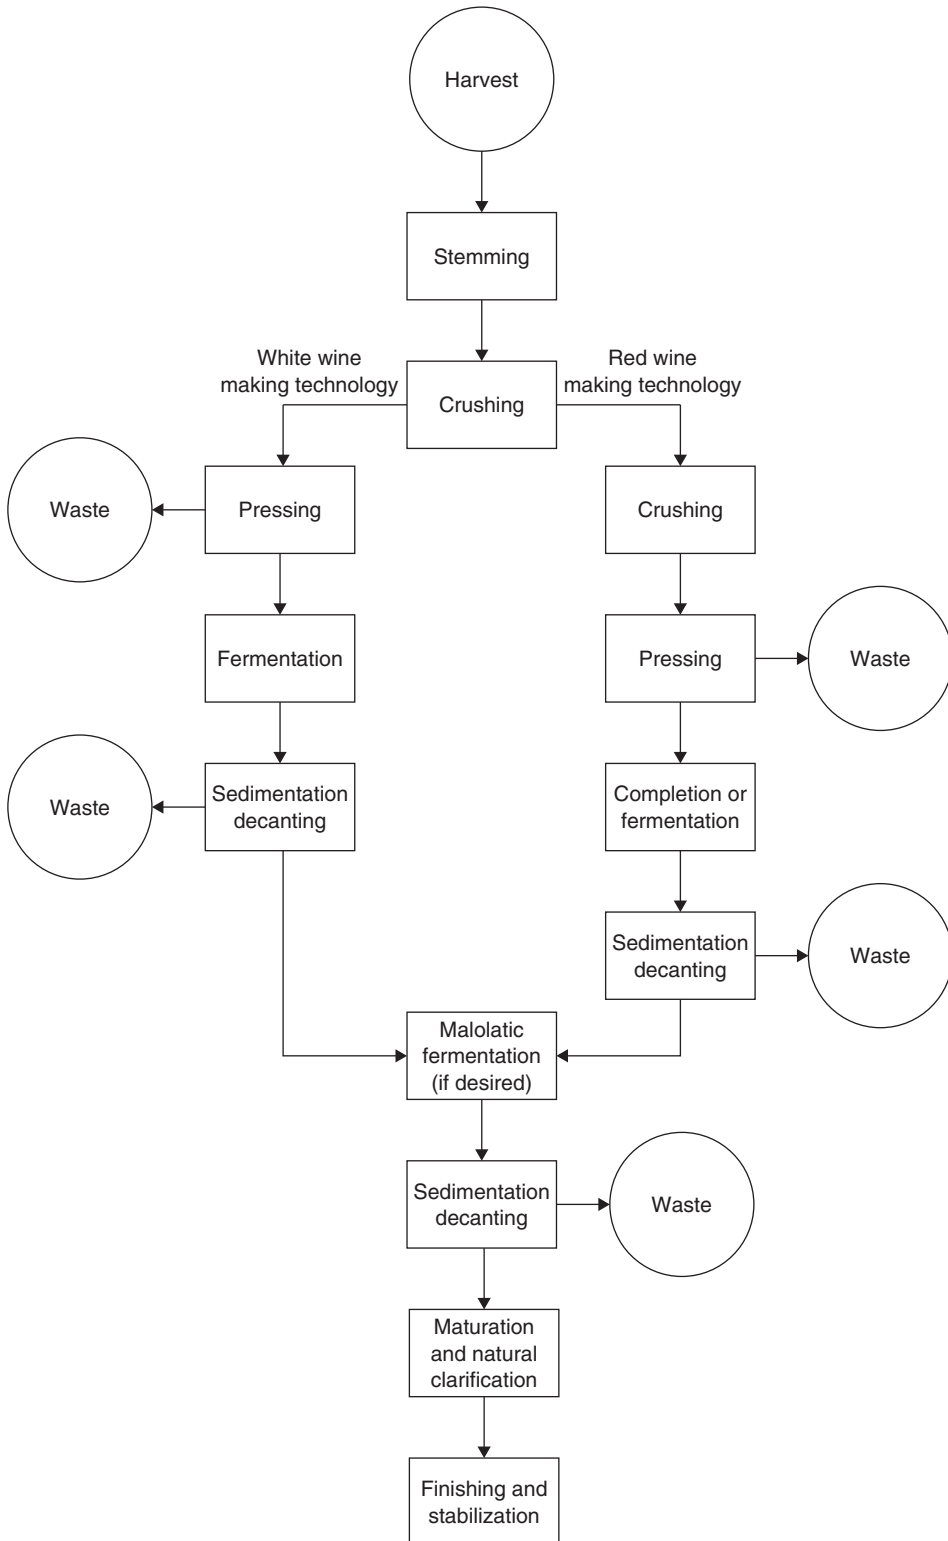 Harvest
Stemming
White wine
making technology
Red wine
making technology
Crushing
Waste
Pressing
Crushing
Fermentation
Pressing
Waste
Waste
Sedimentation
decanting
Completion or
fermentation
Sedimentation
decanting
Waste
Malolatic
fermentation
(if desired)
Sedimentation
decanting
Waste
Maturation
and natural
clarification
Finishing and
stabilization